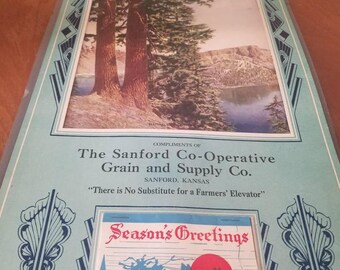 COMPLIMENTS OF
The Sanford Co-Operative
Grain and Supply Co.
SANFORD, KANSAS
"There is No Substitute for a Farmers' Elevator"
Season's Greetings